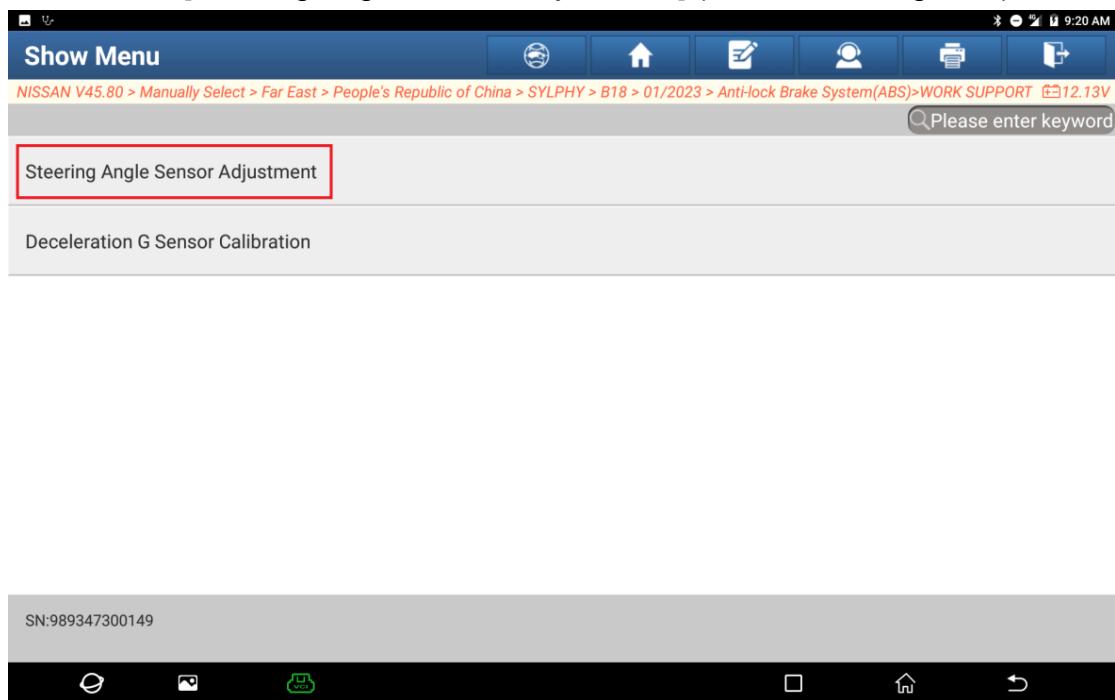 9:20 AM
Show Menu
NISSAN V45.80 > Manually Select > Far East > People's Republic of China > SYLPHY > B18 > 01/2023 > Anti-lock Brake System(ABS)>WORK SUPPORT 12.13V
Please enter keyword
Steering Angle Sensor Adjustment
Deceleration G Sensor Calibration
SN:989347300149
VCI